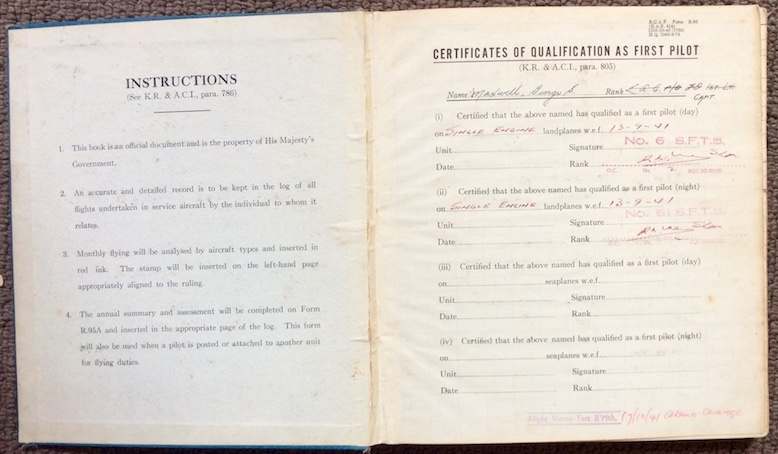 INSTRUCTIONS
(See K.R. & A.C.I., para. 786)
1. This book is an official document and is the property of His Majesty's
Government.
2. An accurate and detailed record is to be kept in the log of all
flights undertaken in service aircraft by the individual to whom it
relates.
3. Monthly flying will be analysed by aircraft types and inserted in
red ink. The stamp will be inserted on the left-hand page
appropriately aligned to the ruling.
4. The annual summary and assessment will be completed on Form
R.95A and inserted in the appropriate page of the log. This form
will also be used when a pilot is posted or attached to another unit
for flying duties.
CERTIFICATES OF QUALIFICATION AS FIRST PILOT
(K.R. & A.C.I., para. 805)
Name Maxwell, George S. Rank
(i) Certified that the above named has qualified as a first pilot (day)
on SINGLE ENGINE landplanes w.e.f. 13-9-41
Unit Signature No. 6 S.F.T.S.
Date Rank
(ii) Certified that the above named has qualified as a first pilot (night)
on SINGLE ENGINE landplanes w.e.f. 13-9-41
Unit Signature No. 6 S.F.T.S.
Date Rank
(iii) Certified that the above named has qualified as a first pilot (day)
on seaplanes w.e.f.
Unit Signature
Date Rank
(iv) Certified that the above named has qualified as a first pilot (night)
on seaplanes w.e.f.
Unit Signature
Date Rank
Night Vision Test